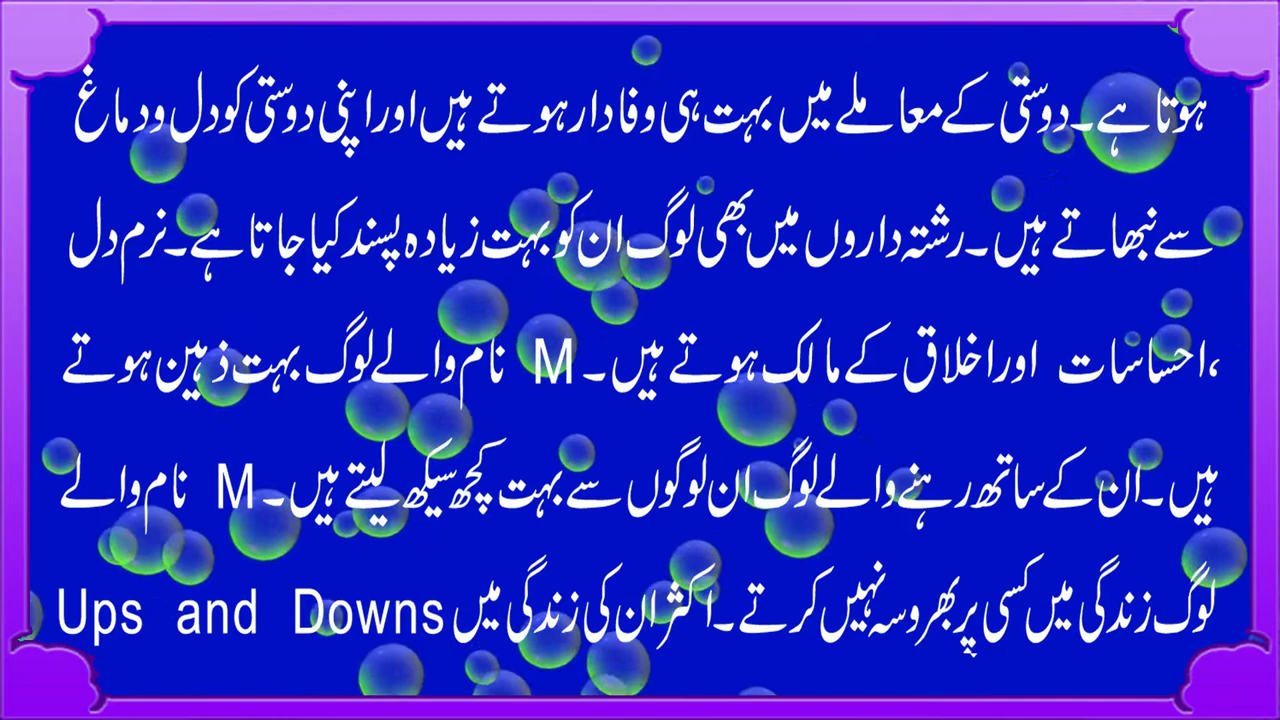 ہوتا ہے۔ دوستی کے معاملے میں بہت ہی وفادار ہوتے ہیں اور اپنی دوستی کو دل و دماغ
سے نبھاتے ہیں۔ رشتہ داروں میں بھی لوگ ان کو بہت زیادہ پسند کیا جاتا ہے۔ نرم دل
،احساسات اور اخلاق کے مالک ہوتے ہیں۔ M نام والے لوگ بہت ذہین ہوتے
ہیں۔ ان کے ساتھ رہنے والے لوگ ان لوگوں سے بہت کچھ سیکھ لیتے ہیں۔ M نام والے
لوگ زندگی میں کسی پر بھروسہ نہیں کرتے۔ اکثر ان کی زندگی میں Ups and Downs